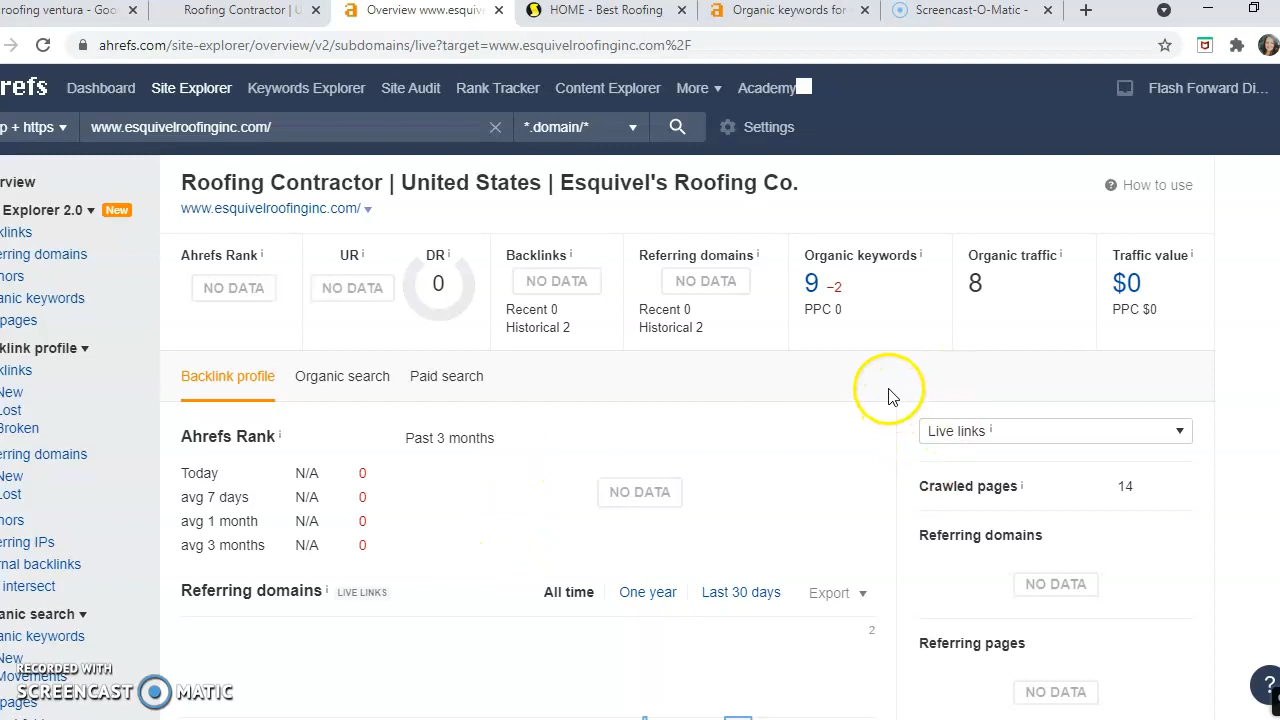 roofing ventura - Goo
Roofing Contractor | U
Overview www.esquive
HOME - Best Roofing
Organic keywords for
Screencast-O-Matic -
ahrefs.com/site-explorer/overview/v2/subdomains/live?target=www.esquivelroofinginc.com%2F
refs
Dashboard
Site Explorer
Keywords Explorer
Site Audit
Rank Tracker
Content Explorer
More
Academy
Flash Forward Di...
p + https
www.esquivelroofinginc.com/
*.domain/*
Settings
rview
Explorer 2.0
New
klinks
erring domains
hors
anic keywords
pages
klink profile
klinks
New
Lost
Broken
erring domains
New
Lost
hors
erring IPs
rnal backlinks
intersect
anic search
anic keywords
New
Movements
pages
Roofing Contractor | United States | Esquivel's Roofing Co.
How to use
www.esquivelroofinginc.com/
Ahrefs Rank i
NO DATA
UR i
NO DATA
DR i
0
Backlinks i
NO DATA
Recent 0
Historical 2
Referring domains i
NO DATA
Recent 0
Historical 2
Organic keywords i
9 −2
PPC 0
Organic traffic i
8
Traffic value i
$0
PPC $0
Backlink profile
Organic search
Paid search
Ahrefs Rank i
Past 3 months
Today N/A 0
avg 7 days N/A 0
avg 1 month N/A 0
avg 3 months N/A 0
NO DATA
Referring domains i LIVE LINKS
All time
One year
Last 30 days
Export
2
Live links i
Crawled pages i 14
Referring domains
NO DATA
Referring pages
NO DATA
?
RECORDED WITH
SCREENCAST MATIC